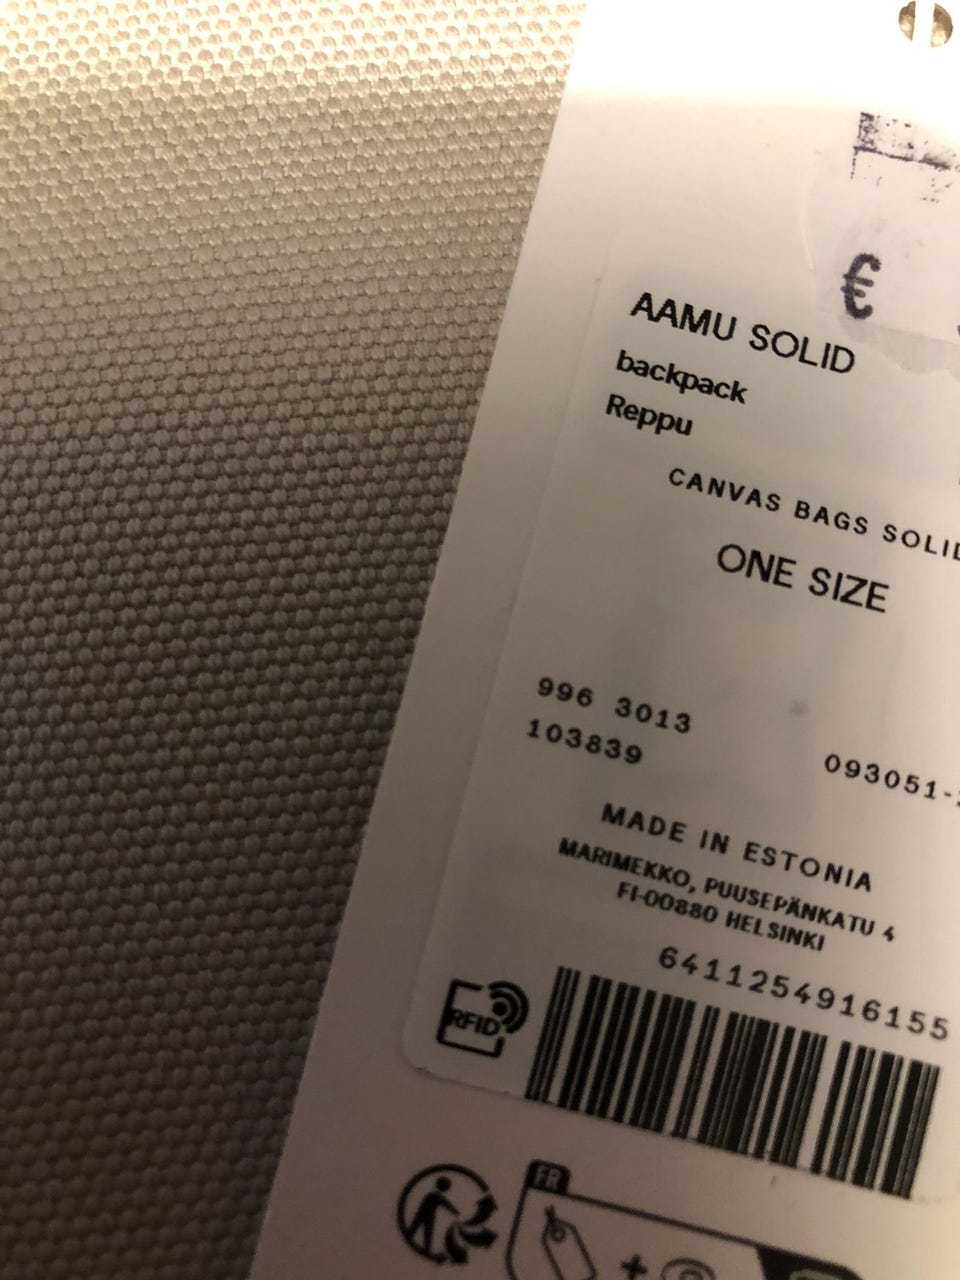 €
AAMU SOLID
backpack
Reppu
CANVAS BAGS SOLID
ONE SIZE
996 3013
103839
093051-
MADE IN ESTONIA
MARIMEKKO, PUUSEPÄNKATU 4
FI-00880 HELSINKI
6411254916155
RFID
FR
+